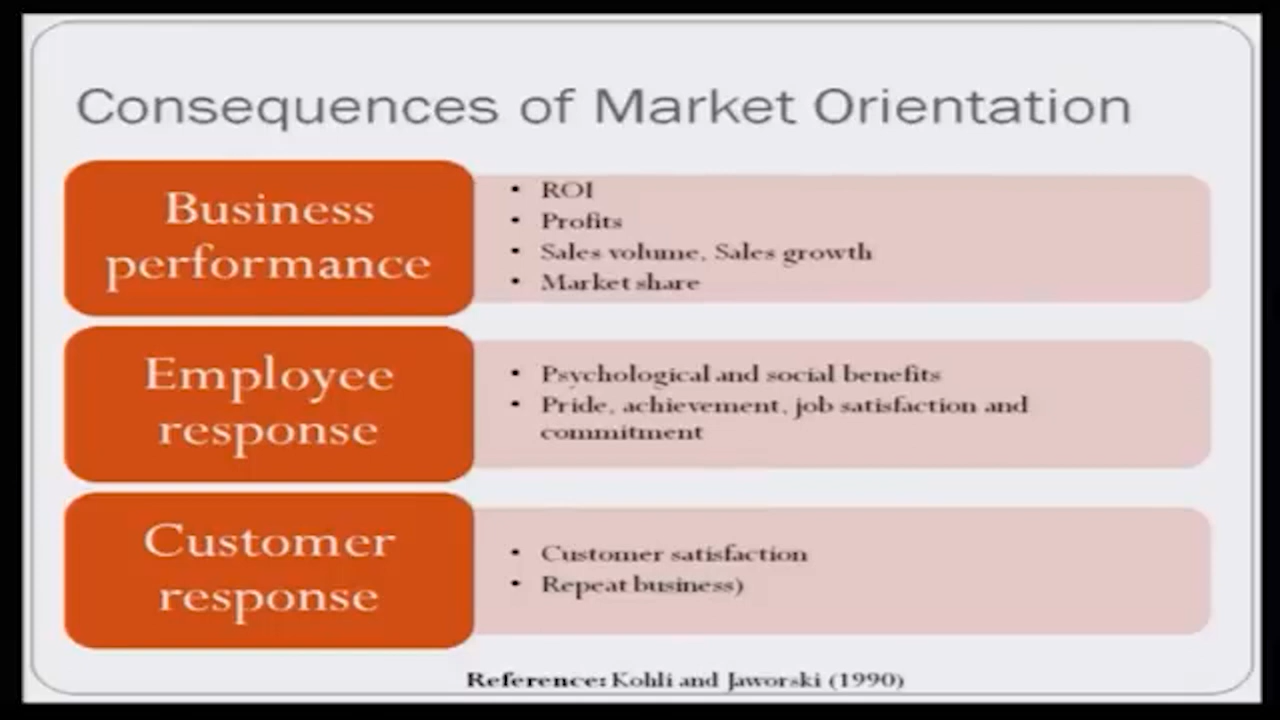 Consequences of Market Orientation
Business
performance
• ROI
• Profits
• Sales volume, Sales growth
• Market share
Employee
response
• Psychological and social benefits
• Pride, achievement, job satisfaction and
commitment
Customer
response
• Customer satisfaction
• Repeat business)
Reference: Kohli and Jaworski (1990)